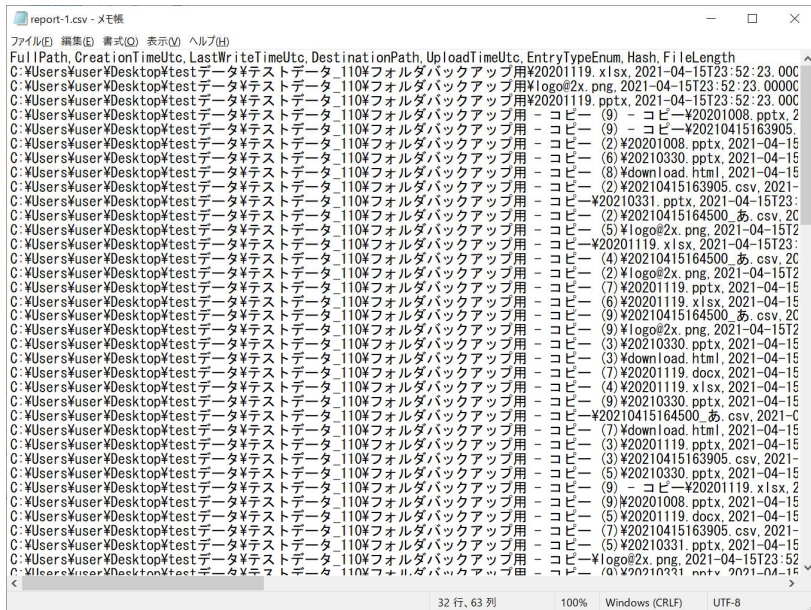 report-1.csv - メモ帳
ファイル(F) 編集(E) 書式(O) 表示(V) ヘルプ(H)
FullPath,CreationTimeUtc,LastWriteTimeUtc,DestinationPath,UploadTimeUtc,EntryTypeEnum,Hash,FileLength
C:¥Users¥user¥Desktop¥testデータ¥テストデータ_110¥フォルダバックアップ用¥20201119.xlsx,2021-04-15T23:52:23.000
C:¥Users¥user¥Desktop¥testデータ¥テストデータ_110¥フォルダバックアップ用¥logo@2x.png,2021-04-15T23:52:23.00000
C:¥Users¥user¥Desktop¥testデータ¥テストデータ_110¥フォルダバックアップ用¥20201119.pptx,2021-04-15T23:52:23.000
C:¥Users¥user¥Desktop¥testデータ¥テストデータ_110¥フォルダバックアップ用 - コピー (9) - コピー¥20201008.pptx,2
C:¥Users¥user¥Desktop¥testデータ¥テストデータ_110¥フォルダバックアップ用 - コピー (9) - コピー¥20210415163905.
C:¥Users¥user¥Desktop¥testデータ¥テストデータ_110¥フォルダバックアップ用 - コピー (2)¥20201008.pptx,2021-04-15
C:¥Users¥user¥Desktop¥testデータ¥テストデータ_110¥フォルダバックアップ用 - コピー (6)¥20210330.pptx,2021-04-15
C:¥Users¥user¥Desktop¥testデータ¥テストデータ_110¥フォルダバックアップ用 - コピー (8)¥download.html,2021-04-15
C:¥Users¥user¥Desktop¥testデータ¥テストデータ_110¥フォルダバックアップ用 - コピー (2)¥20210415163905.csv,2021-
C:¥Users¥user¥Desktop¥testデータ¥テストデータ_110¥フォルダバックアップ用 - コピー¥20210331.pptx,2021-04-15T23:
C:¥Users¥user¥Desktop¥testデータ¥テストデータ_110¥フォルダバックアップ用 - コピー (2)¥20210415164500_あ.csv,20
C:¥Users¥user¥Desktop¥testデータ¥テストデータ_110¥フォルダバックアップ用 - コピー (5)¥logo@2x.png,2021-04-15T2
C:¥Users¥user¥Desktop¥testデータ¥テストデータ_110¥フォルダバックアップ用 - コピー¥20201119.xlsx,2021-04-15T23:
C:¥Users¥user¥Desktop¥testデータ¥テストデータ_110¥フォルダバックアップ用 - コピー (4)¥20210415164500_あ.csv,20
C:¥Users¥user¥Desktop¥testデータ¥テストデータ_110¥フォルダバックアップ用 - コピー (2)¥logo@2x.png,2021-04-15T2
C:¥Users¥user¥Desktop¥testデータ¥テストデータ_110¥フォルダバックアップ用 - コピー (7)¥20201119.pptx,2021-04-15
C:¥Users¥user¥Desktop¥testデータ¥テストデータ_110¥フォルダバックアップ用 - コピー (6)¥20201119.xlsx,2021-04-15
C:¥Users¥user¥Desktop¥testデータ¥テストデータ_110¥フォルダバックアップ用 - コピー (9)¥20210415164500_あ.csv,20
C:¥Users¥user¥Desktop¥testデータ¥テストデータ_110¥フォルダバックアップ用 - コピー (9)¥logo@2x.png,2021-04-15T2
C:¥Users¥user¥Desktop¥testデータ¥テストデータ_110¥フォルダバックアップ用 - コピー (3)¥20210330.pptx,2021-04-15
C:¥Users¥user¥Desktop¥testデータ¥テストデータ_110¥フォルダバックアップ用 - コピー (3)¥download.html,2021-04-15
C:¥Users¥user¥Desktop¥testデータ¥テストデータ_110¥フォルダバックアップ用 - コピー (7)¥20201119.docx,2021-04-15
C:¥Users¥user¥Desktop¥testデータ¥テストデータ_110¥フォルダバックアップ用 - コピー (4)¥20201119.xlsx,2021-04-15
C:¥Users¥user¥Desktop¥testデータ¥テストデータ_110¥フォルダバックアップ用 - コピー¥20210415164500_あ.csv,2021-0
C:¥Users¥user¥Desktop¥testデータ¥テストデータ_110¥フォルダバックアップ用 - コピー (7)¥download.html,2021-04-15
C:¥Users¥user¥Desktop¥testデータ¥テストデータ_110¥フォルダバックアップ用 - コピー (3)¥20201119.pptx,2021-04-15
C:¥Users¥user¥Desktop¥testデータ¥テストデータ_110¥フォルダバックアップ用 - コピー (3)¥20210415163905.csv,2021-
C:¥Users¥user¥Desktop¥testデータ¥テストデータ_110¥フォルダバックアップ用 - コピー (5)¥20210330.pptx,2021-04-15
C:¥Users¥user¥Desktop¥testデータ¥テストデータ_110¥フォルダバックアップ用 - コピー (9) - コピー¥20201119.xlsx,2
C:¥Users¥user¥Desktop¥testデータ¥テストデータ_110¥フォルダバックアップ用 - コピー (9)¥20201008.pptx,2021-04-15
C:¥Users¥user¥Desktop¥testデータ¥テストデータ_110¥フォルダバックアップ用 - コピー (5)¥20201119.docx,2021-04-15
C:¥Users¥user¥Desktop¥testデータ¥テストデータ_110¥フォルダバックアップ用 - コピー (7)¥20210415163905.csv,2021-
C:¥Users¥user¥Desktop¥testデータ¥テストデータ_110¥フォルダバックアップ用 - コピー (5)¥20210331.pptx,2021-04-15
C:¥Users¥user¥Desktop¥testデータ¥テストデータ_110¥フォルダバックアップ用 - コピー¥logo@2x.png,2021-04-15T23:52
C:¥Users¥user¥Desktop¥testデータ¥テストデータ_110¥フォルダバックアップ用 - コピー (9)¥20210331.pptx,2021-04-15
32 行、63 列 100% Windows (CRLF) UTF-8